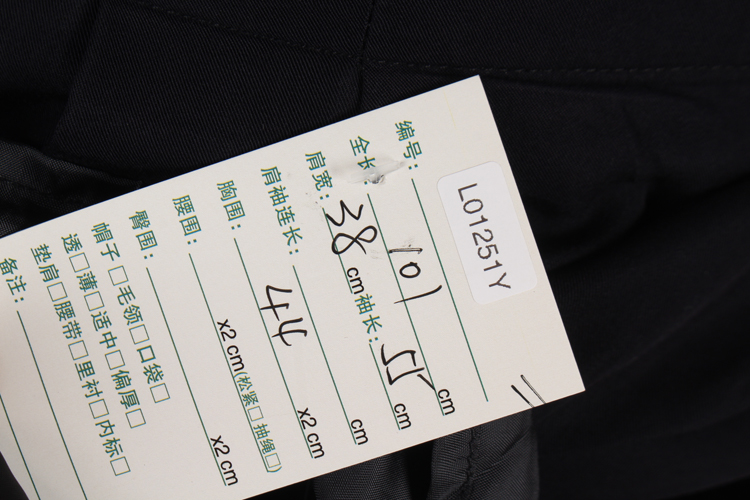 编号: L01251Y
全长: 101 cm
肩宽: 38 cm 袖长: 55 cm
肩袖连长: cm
胸围: 44 x2 cm
腰围: x2 cm (松紧□ 抽绳□)
臀围: x2 cm
帽子 □毛领□口袋□
透□薄□适中□偏厚□
垫肩□腰带□里衬□内标□
备注: